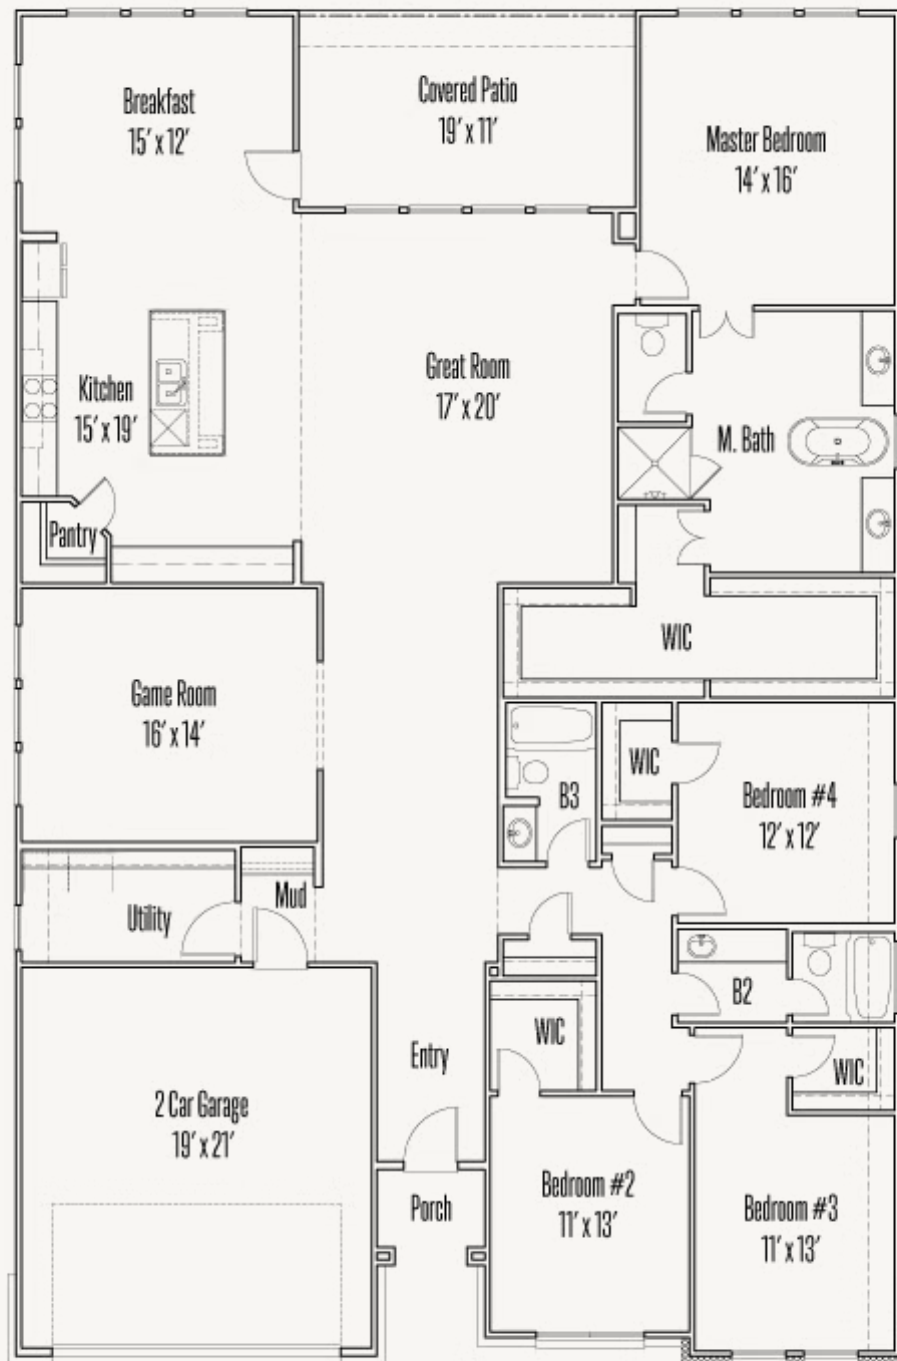 Breakfast
15' x 12'
Covered Patio
19' x 11'
Master Bedroom
14' x 16'
Kitchen
15' x 19'
Great Room
17' x 20'
M. Bath
Pantry
WIC
Game Room
16' x 14'
WIC
B3
Bedroom #4
12' x 12'
Utility
Mud
B2
WIC
Entry
WIC
2 Car Garage
19' x 21'
Porch
Bedroom #2
11' x 13'
Bedroom #3
11' x 13'